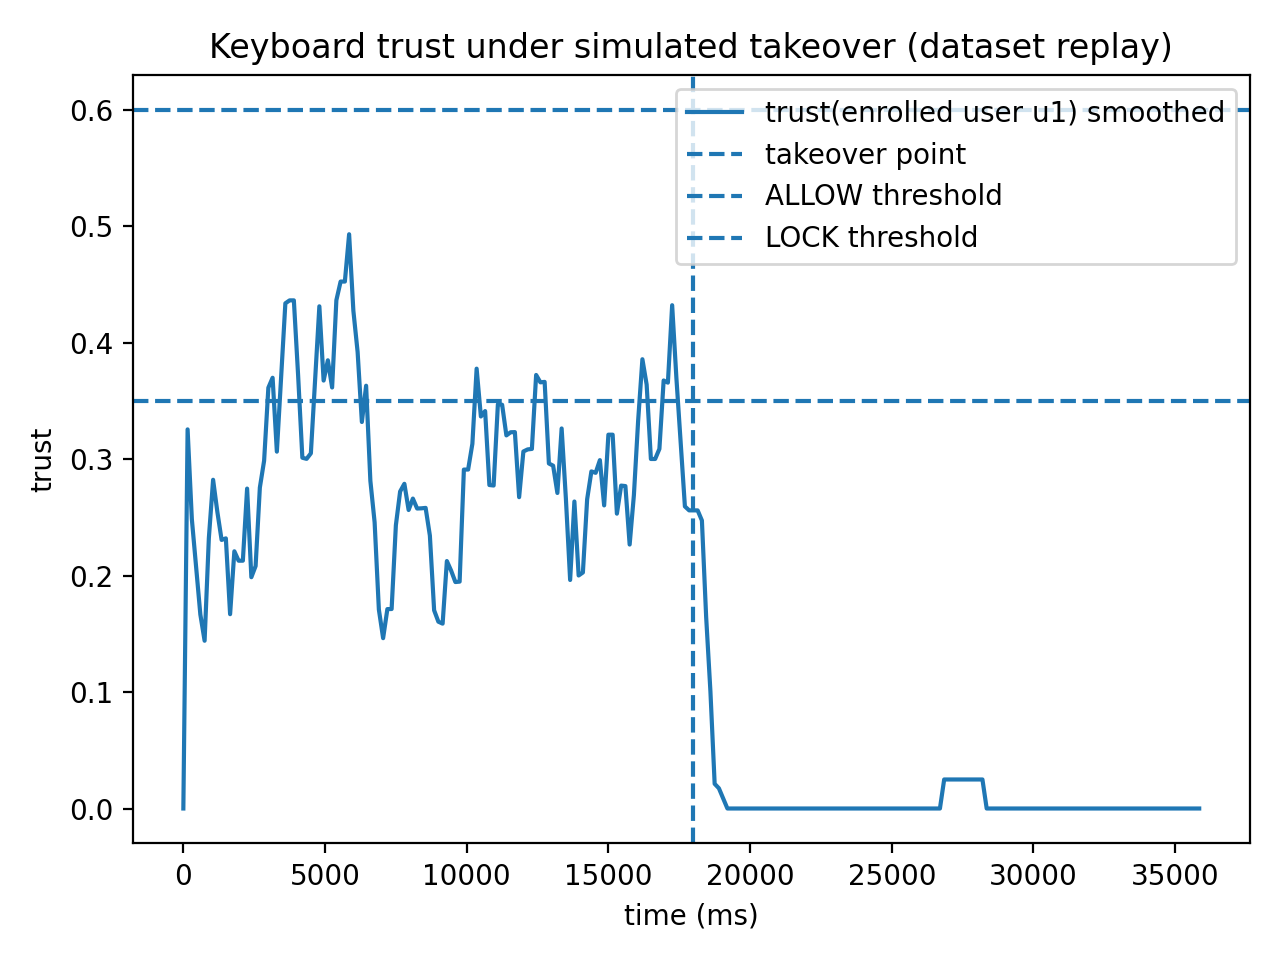 Keyboard trust under simulated takeover (dataset replay)
trust(enrolled user u1) smoothed
takeover point
ALLOW threshold
LOCK threshold
0.6
0.5
0.4
0.3
0.2
0.1
0.0
trust
0 5000 10000 15000 20000 25000 30000 35000
time (ms)